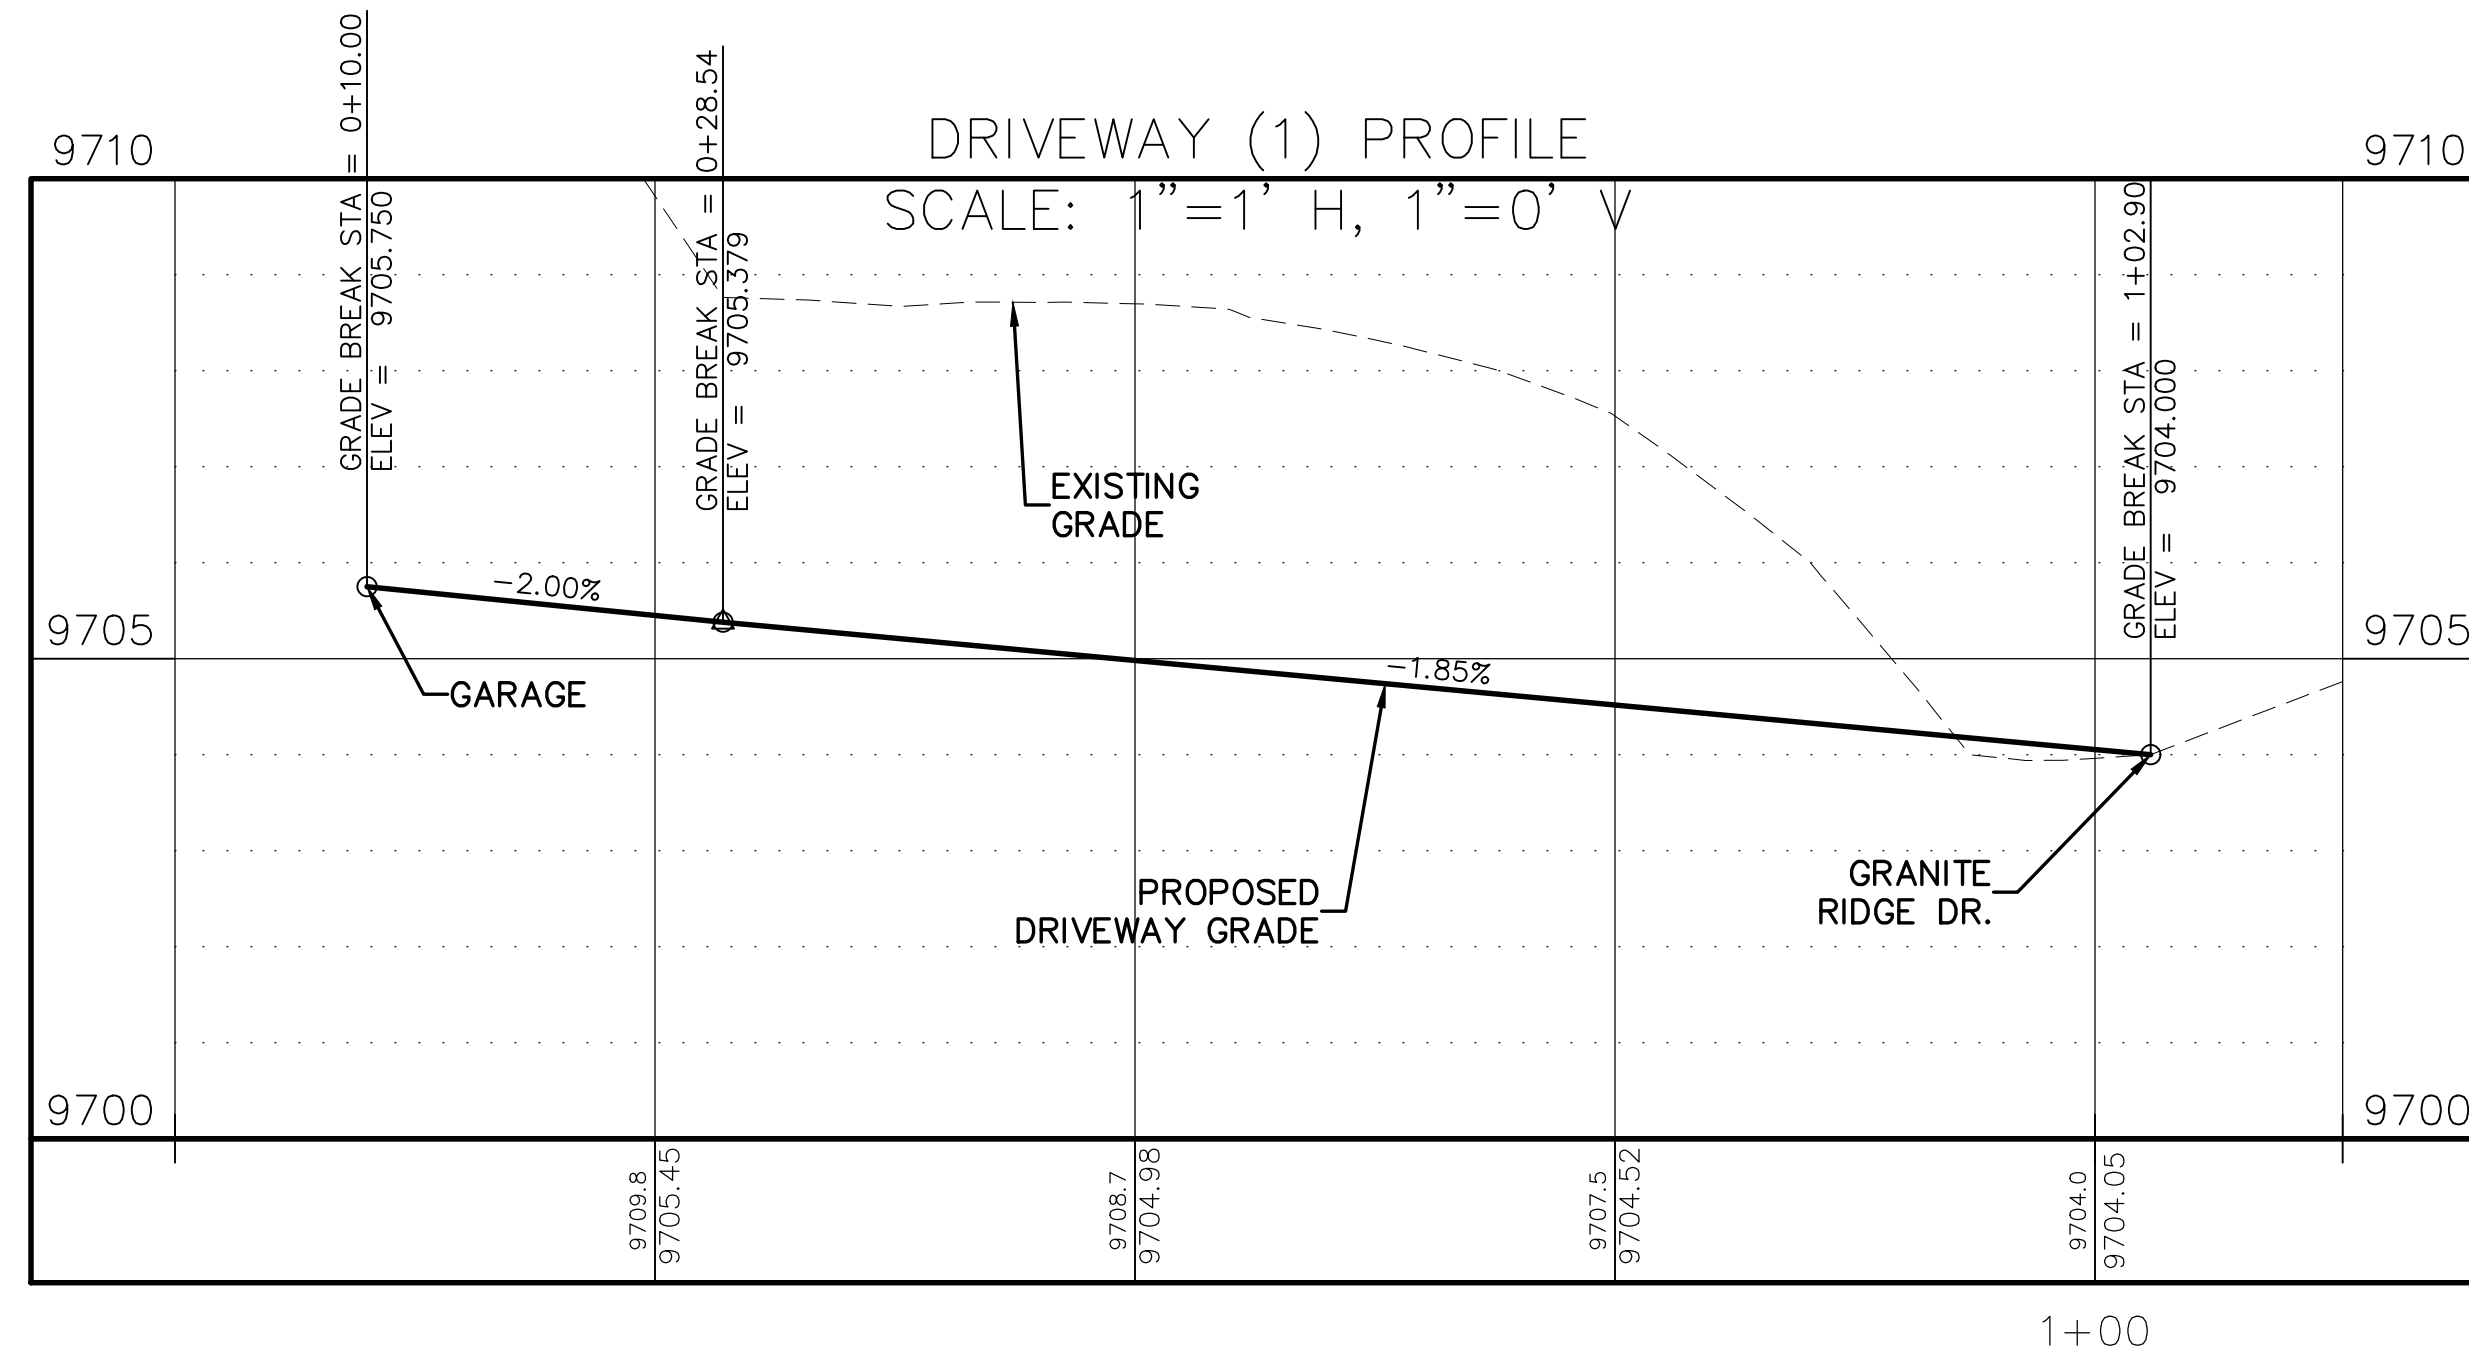 DRIVEWAY (1) PROFILE
SCALE: 1"=1' H, 1"=0' V
9710
9710
GRADE BREAK STA = 0+10.00
ELEV = 9705.750
GRADE BREAK STA = 0+28.54
ELEV = 9705.379
GRADE BREAK STA = 1+02.90
ELEV = 9704.000
EXISTING
GRADE
-2.00%
9705
9705
-1.85%
GARAGE
PROPOSED
DRIVEWAY GRADE
GRANITE
RIDGE DR.
9700
9700
9709.8
9705.45
9708.7
9704.98
9707.5
9704.52
9704.0
9704.05
1+00